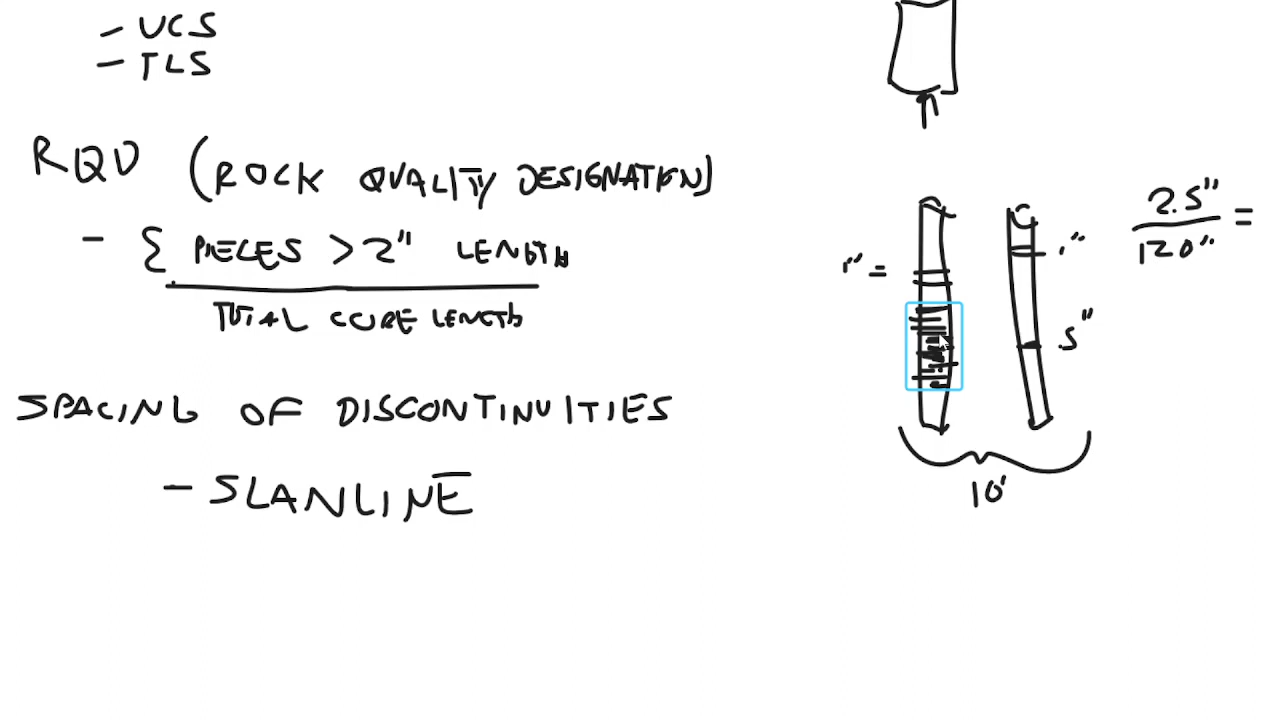 - UCS
- TLS
RQD (ROCK QUALITY DESIGNATION)
- Σ PIECES > 2" LENGTH
TOTAL CORE LENGTH
SPACING OF DISCONTINUITIES
- SLANLINE
1" =
1"
.5"
10'
2.5"
120" =